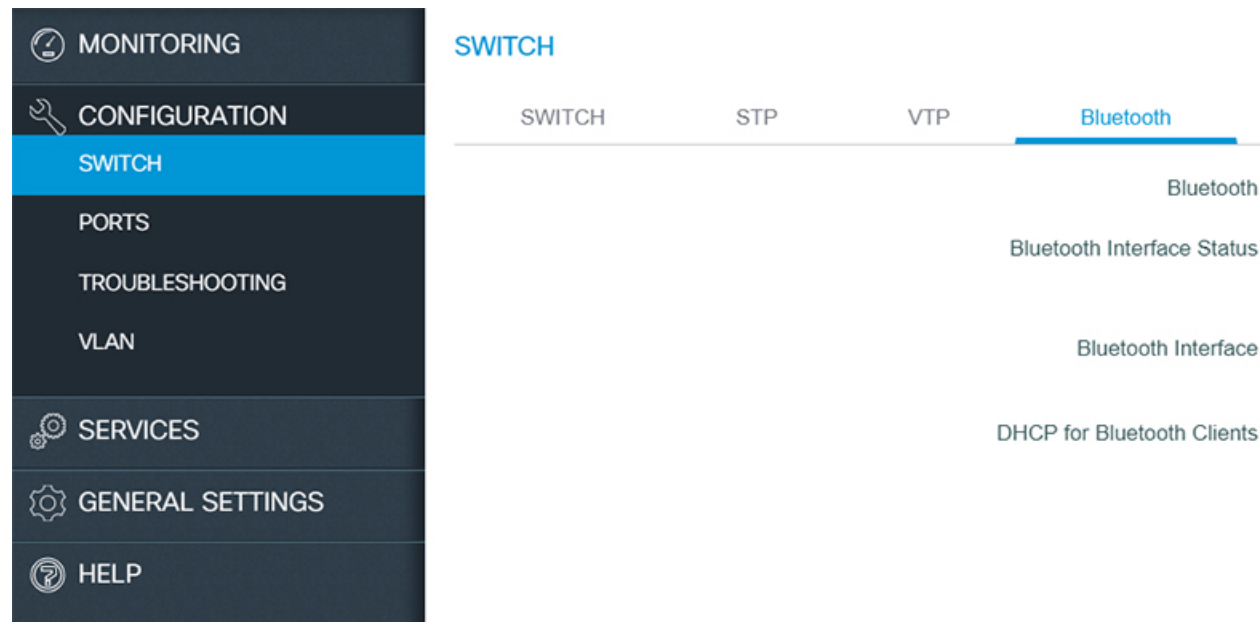 MONITORING
CONFIGURATION
SWITCH
PORTS
TROUBLESHOOTING
VLAN
SERVICES
GENERAL SETTINGS
HELP
SWITCH
SWITCH STP VTP Bluetooth
Bluetooth
Bluetooth Interface Status
Bluetooth Interface
DHCP for Bluetooth Clients